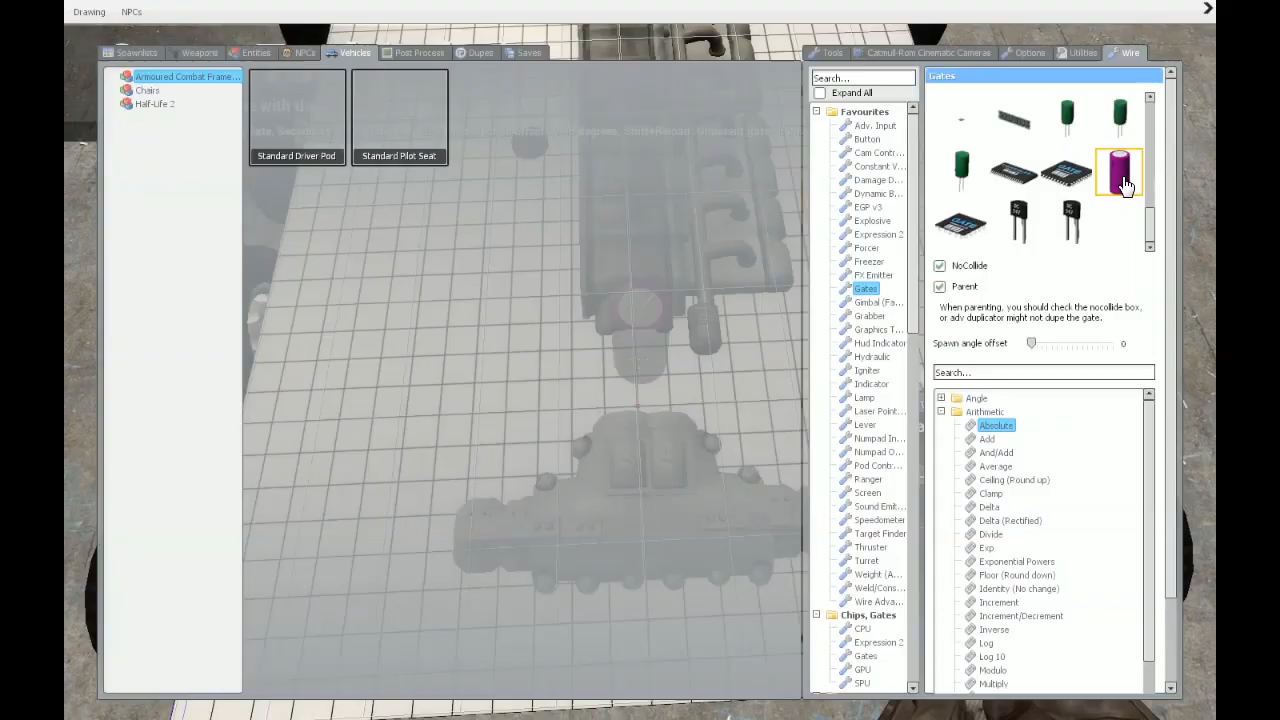 Drawing NPCs
Spawnlists Weapons Entities NPCs Vehicles Post Process Dupes Saves
Tools Catmull-Rom Cinematic Cameras Options Utilities Wire
Armoured Combat Frame...
Chairs
Half-Life 2
Standard Driver Pod
Standard Pilot Seat
Search...
Expand All
Favourites
Adv. Input
Button
Cam Contr...
Constant V...
Damage D...
Dynamic B...
EGP v3
Explosive
Expression 2
Forcer
Freezer
FX Emitter
Gates
Gimbal (Fa...
Grabber
Graphics T...
Hud Indicator
Hydraulic
Igniter
Indicator
Lamp
Laser Point...
Lever
Numpad In...
Numpad O...
Pod Contr...
Ranger
Screen
Sound Emit...
Speedometer
Target Finder
Thruster
Turret
Weight (A...
Weld/Cons...
Wire Adva...
Chips, Gates
CPU
Expression 2
Gates
GPU
SPU
Gates
NoCollide
Parent
When parenting, you should check the nocollide box,
or adv duplicator might not dupe the gate.
Spawn angle offset 0
Search...
Angle
Arithmetic
Absolute
Add
And/Add
Average
Ceiling (Round up)
Clamp
Delta
Delta (Rectified)
Divide
Exp
Exponential Powers
Floor (Round down)
Identity (No change)
Increment
Increment/Decrement
Inverse
Log
Log 10
Modulo
Multiply